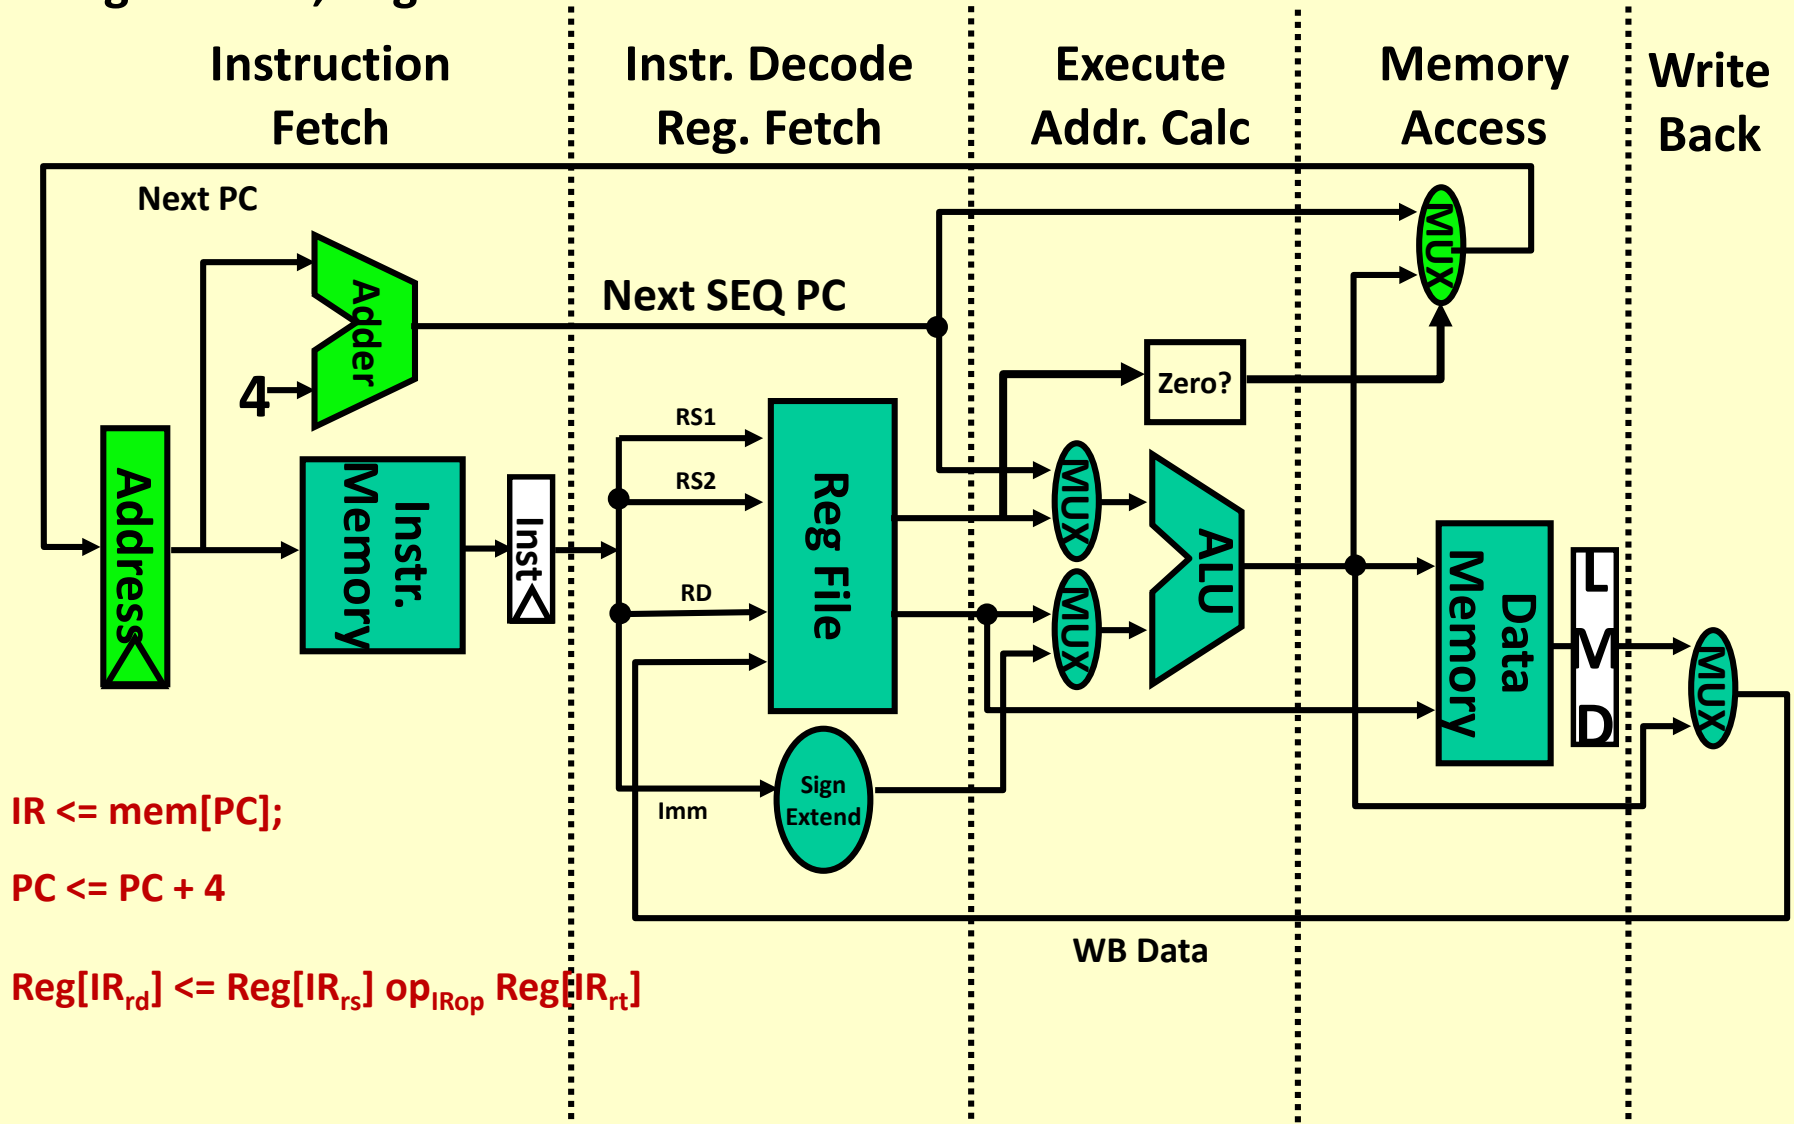 Instruction
Fetch
Instr. Decode
Reg. Fetch
Execute
Addr. Calc
Memory
Access
Write
Back
Next PC
MUX
Adder
Next SEQ PC
4
Zero?
RS1
RS2
RD
Address
Instr.
Memory
Inst
Reg File
MUX
MUX
ALU
Data
Memory
L
M
D
MUX
Sign
Extend
Imm
IR <= mem[PC];
PC <= PC + 4
WB Data
Reg[IRrd] <= Reg[IRrs] opIRop Reg[IRrt]